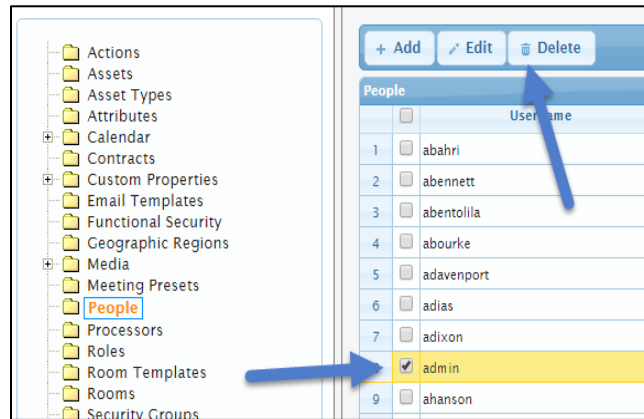 Actions
Assets
Asset Types
Attributes
Calendar
Contracts
Custom Properties
Email Templates
Functional Security
Geographic Regions
Media
Meeting Presets
People
Processors
Roles
Room Templates
Rooms
Security Groups
+ Add Edit Delete
People
Username
1 abahri
2 abennett
3 abentolila
4 abourke
5 adavenport
6 adias
7 adixon
admin
9 ahanson